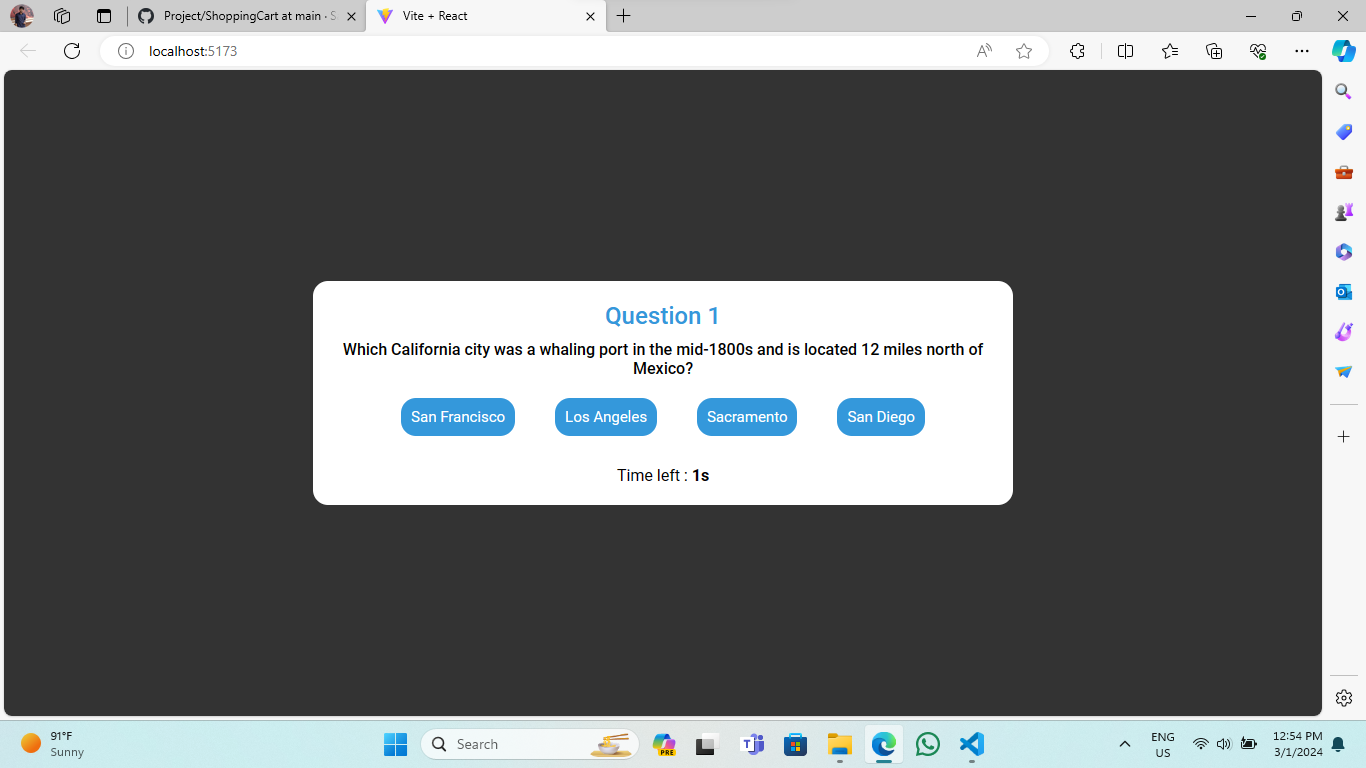 Project/ShoppingCart at main · S
Vite + React
localhost:5173
Question 1
Which California city was a whaling port in the mid-1800s and is located 12 miles north of
Mexico?
San Francisco Los Angeles Sacramento San Diego
Time left : 1s
91°F
Sunny
Search
PRE
ENG
US
12:54 PM
3/1/2024